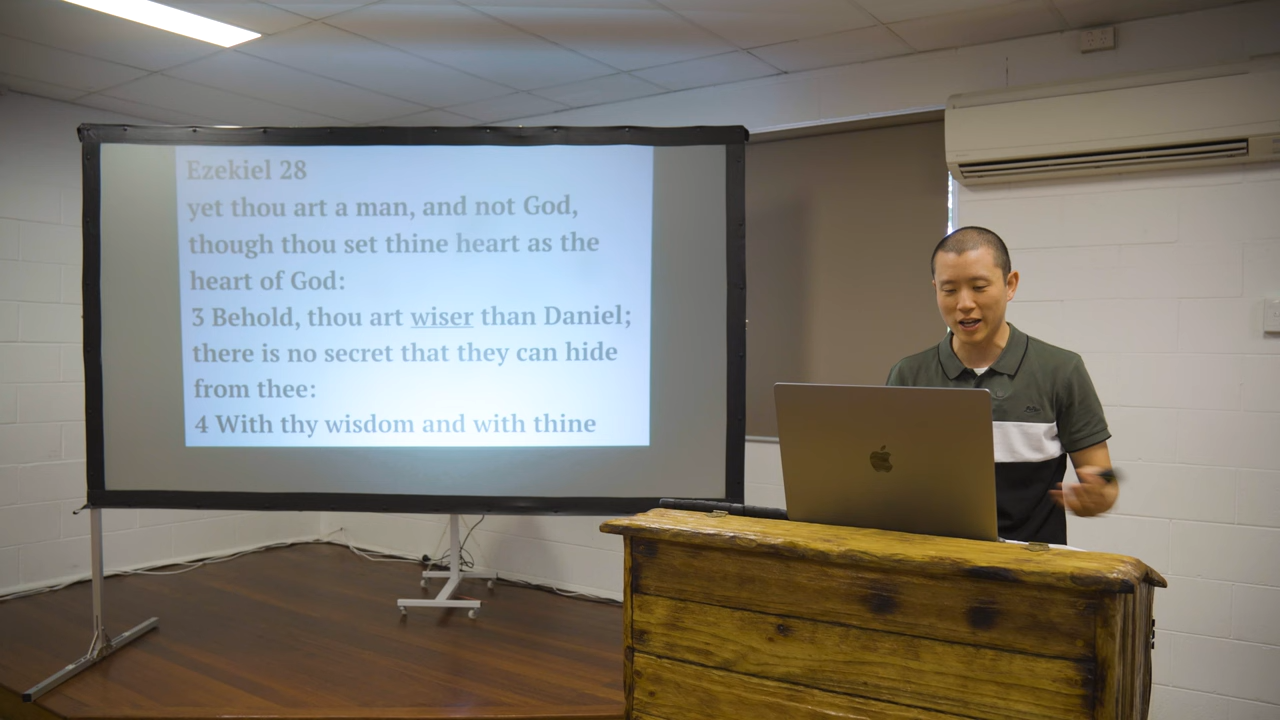 Ezekiel 28
yet thou art a man, and not God,
though thou set thine heart as the
heart of God:
3 Behold, thou art wiser than Daniel;
there is no secret that they can hide
from thee:
4 With thy wisdom and with thine